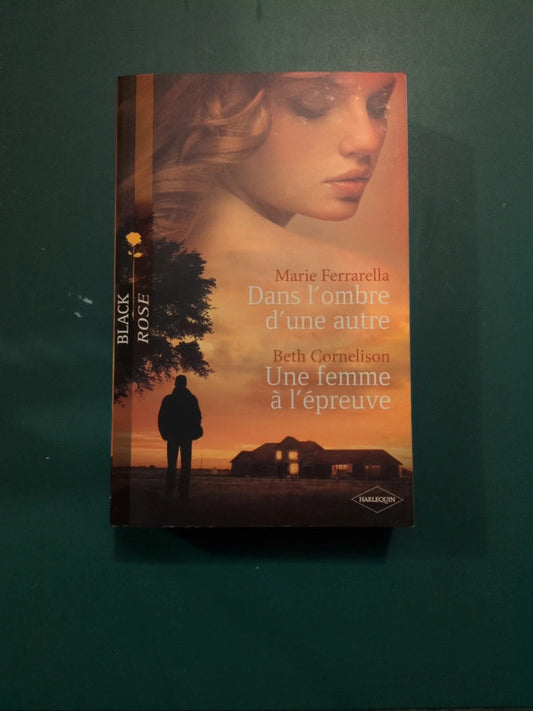 Marie Ferrarella
Dans l'ombre
d'une autre
Beth Cornelison
Une femme
à l'épreuve
BLACK
ROSE
HARLEQUIN